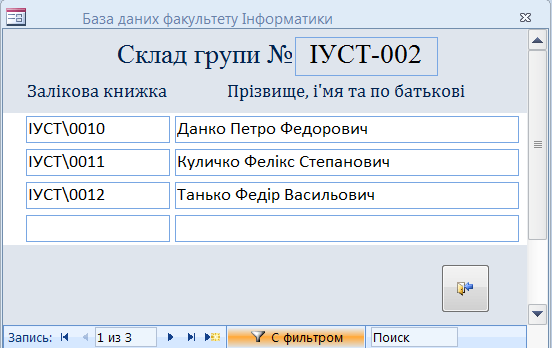 База даних факультету Інформатики
Склад групи № ІУСТ-002
Залікова книжка Прізвище, і'мя та по батькові
ІУСТ\0010 Данко Петро Федорович
ІУСТ\0011 Куличко Фелікс Степанович
ІУСТ\0012 Танько Федір Васильович
Запись: 1 из 3 С фильтром Поиск